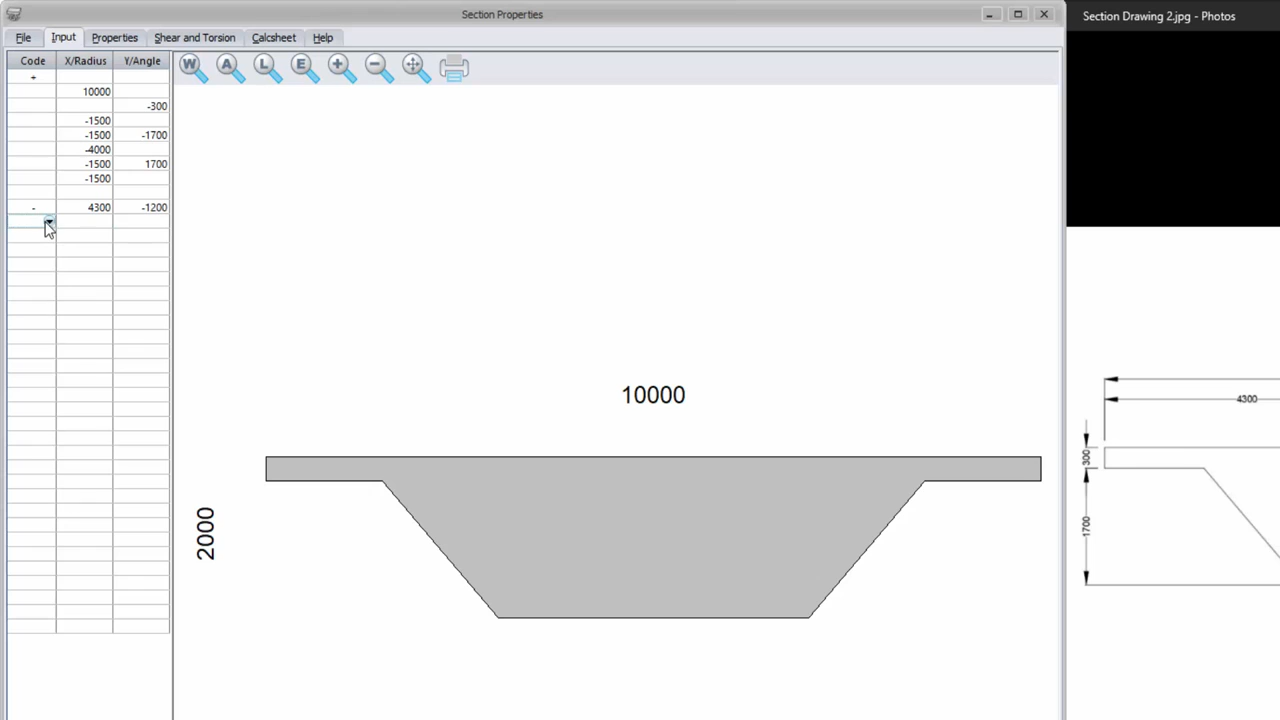 Section Properties
Section Drawing 2.jpg - Photos
File Input Properties Shear and Torsion Calcsheet Help
Code X/Radius Y/Angle
W A L E + -
+
10000
-300
-1500
-1500 -1700
-4000
-1500 1700
-1500
- 4300 -1200
10000
2000
4300
300
1700